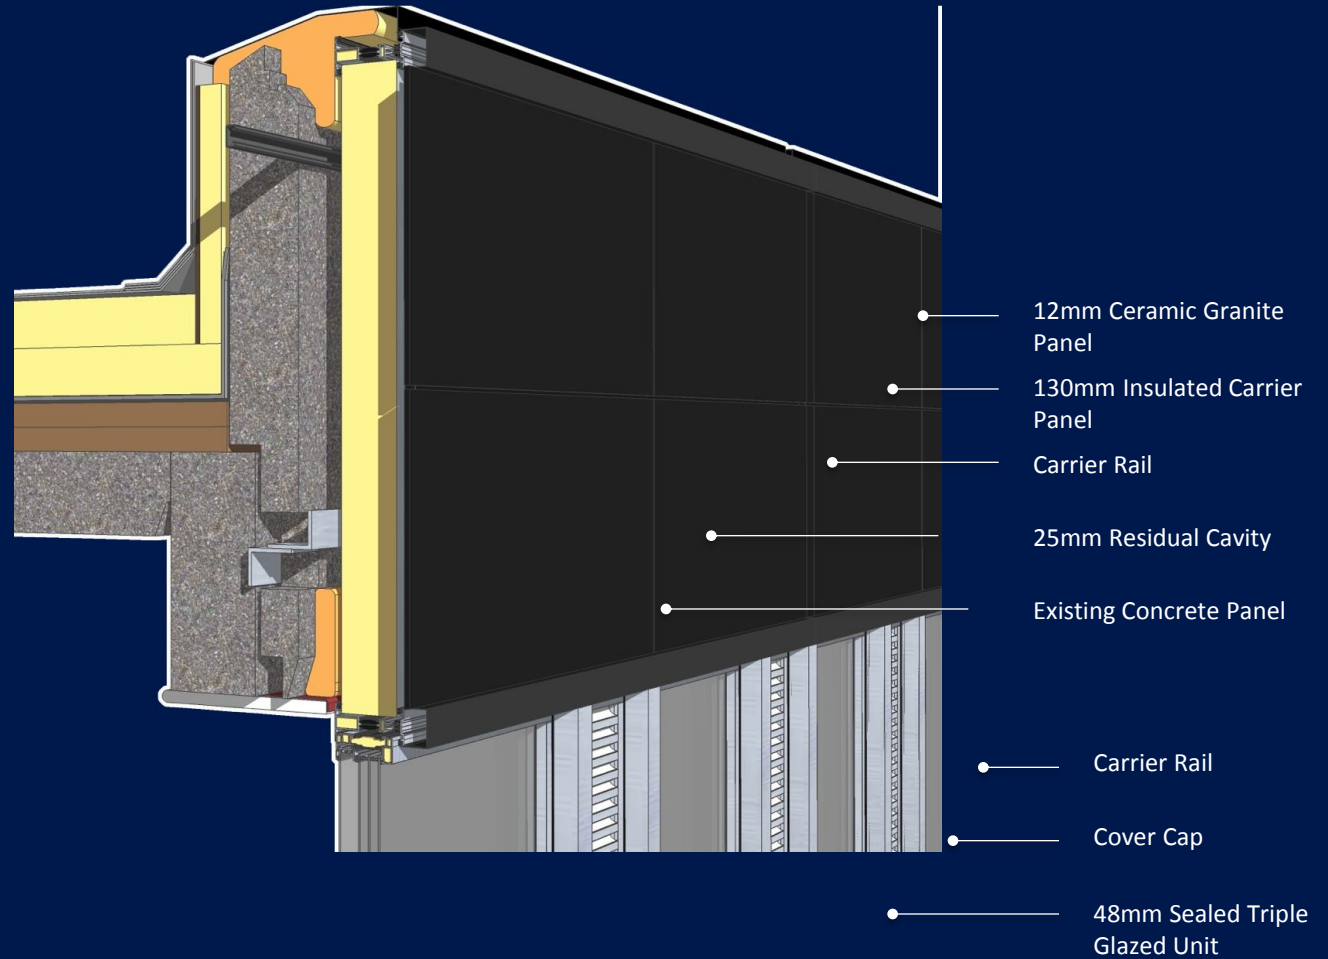 12mm Ceramic Granite
Panel
130mm Insulated Carrier
Panel
Carrier Rail
25mm Residual Cavity
Existing Concrete Panel
Carrier Rail
Cover Cap
48mm Sealed Triple
Glazed Unit